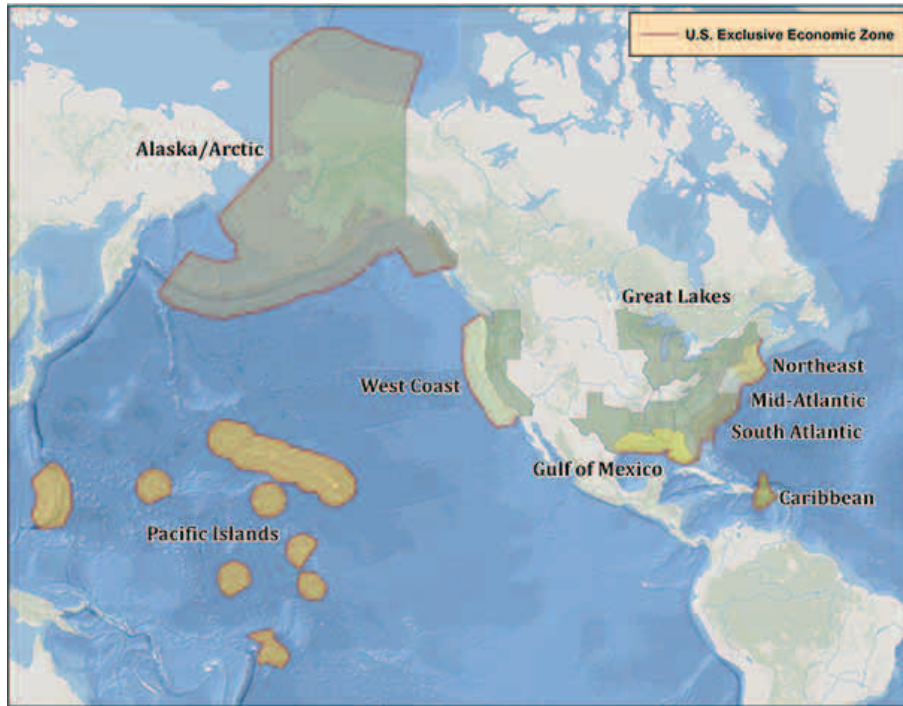 U.S. Exclusive Economic Zone
Alaska/Arctic
Great Lakes
Northeast
West Coast
Mid-Atlantic
South Atlantic
Gulf of Mexico
Caribbean
Pacific Islands